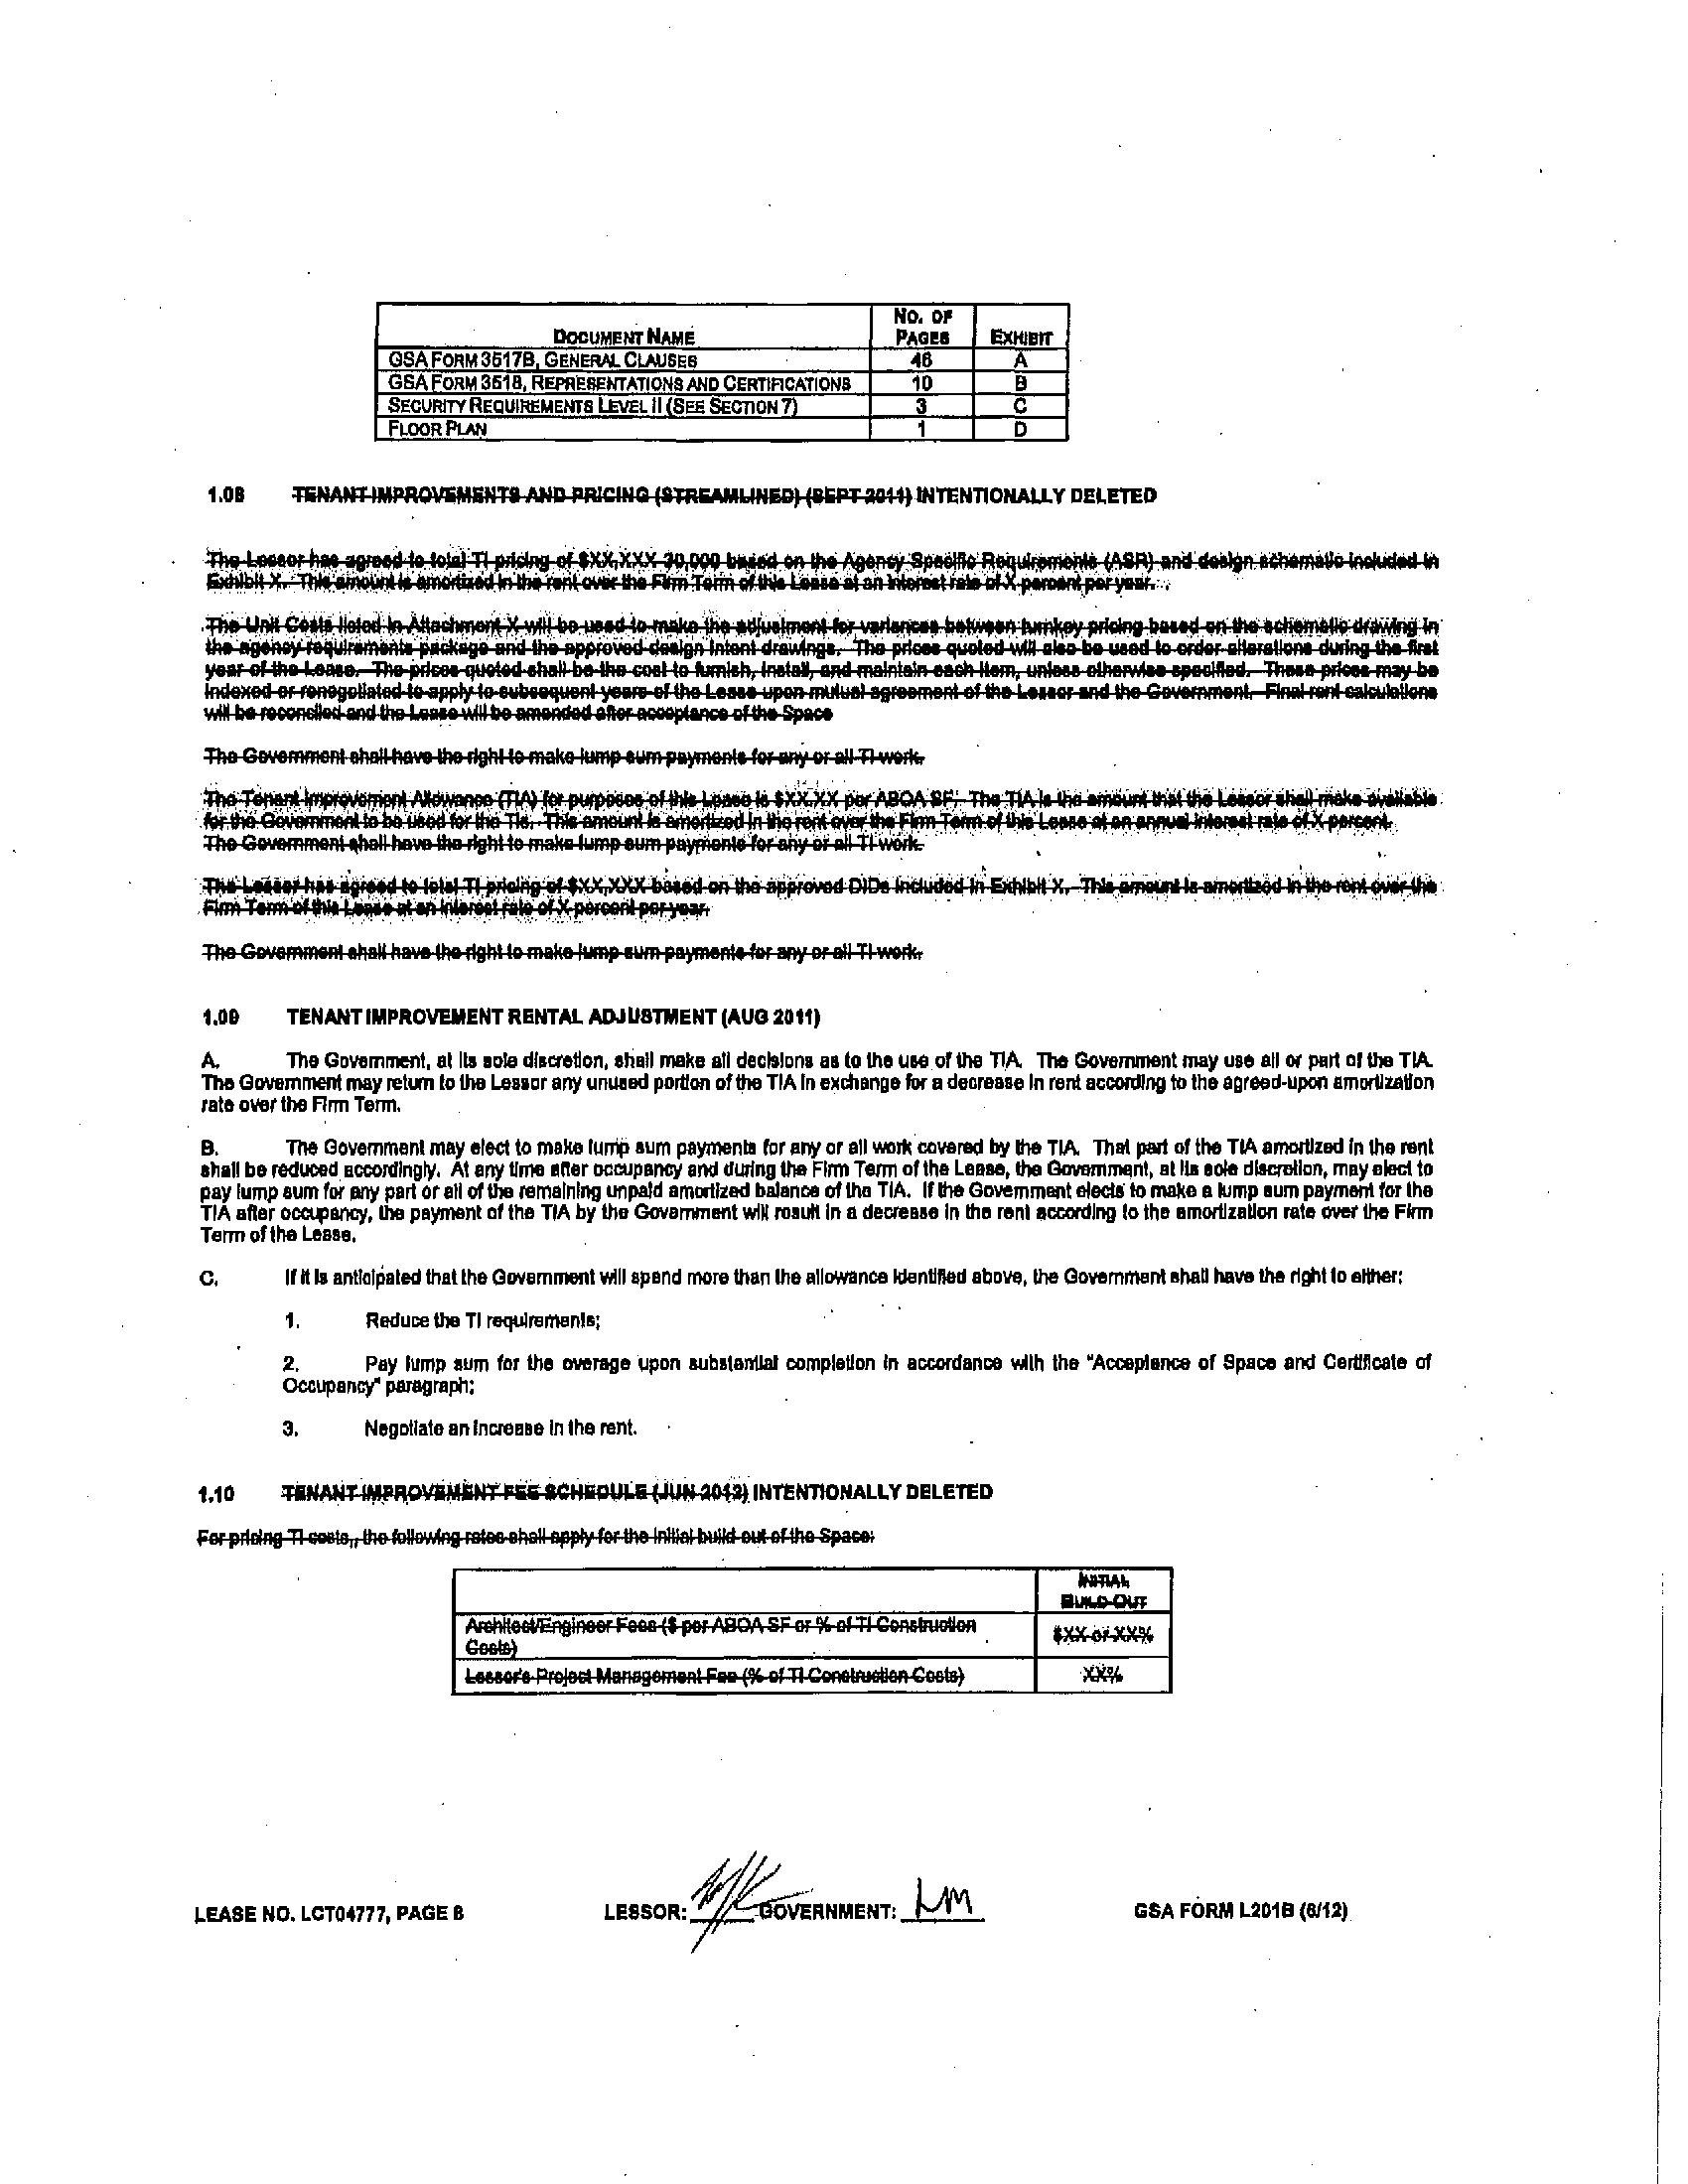 DOCUMENT NAME NO. OF PAGES EXHIBIT
GSA FORM 3517B, GENERAL CLAUSES 46 A
GSA FORM 3518, REPRESENTATIONS AND CERTIFICATIONS 10 B
SECURITY REQUIREMENTS LEVEL II (SEE SECTION 7) 3 C
FLOOR PLAN 1 D
1.08 TENANT IMPROVEMENTS AND PRICING (STREAMLINED) (SEPT 2011) INTENTIONALLY DELETED
The Lessor has agreed to total TI pricing of $XX,XXX 30,000 based on the Agency Specific Requirements (ASR) and design schematic included in
Exhibit X. This amount is amortized in the rent over the Firm Term of this Lease at an interest rate of X percent per year.
The Unit Costs listed in Attachment X will be used to make the adjustment for variances between turnkey pricing based on the schematic drawing in
the agency requirements package and the approved design intent drawings. The prices quoted will also be used to order alterations during the first
year of the Lease. The prices quoted shall be the cost to furnish, install, and maintain each item, unless otherwise specified. These prices may be
indexed or renegotiated to apply to subsequent years of the Lease upon mutual agreement of the Lessor and the Government. Final rent calculations
will be reconciled and the Lease will be amended after acceptance of the Space
The Government shall have the right to make lump sum payments for any or all TI work.
The Tenant Improvement Allowance (TIA) for purposes of this Lease is $XX.XX per ABOA SF. The TIA is the amount that the Lessor shall make available
for the Government to be used for the TIs. This amount is amortized in the rent over the Firm Term of this Lease at an annual interest rate of X percent.
The Government shall have the right to make lump sum payments for any or all TI work.
The Lessor has agreed to total TI pricing of $XX,XXX based on the approved DIDs included in Exhibit X. This amount is amortized in the rent over the
Firm Term of this Lease at an interest rate of X percent per year.
The Government shall have the right to make lump sum payments for any or all TI work.
1.09 TENANT IMPROVEMENT RENTAL ADJUSTMENT (AUG 2011)
A. The Government, at its sole discretion, shall make all decisions as to the use of the TIA. The Government may use all or part of the TIA.
The Government may return to the Lessor any unused portion of the TIA in exchange for a decrease in rent according to the agreed-upon amortization
rate over the Firm Term.
B. The Government may elect to make lump sum payments for any or all work covered by the TIA. That part of the TIA amortized in the rent
shall be reduced accordingly. At any time after occupancy and during the Firm Term of the Lease, the Government, at its sole discretion, may elect to
pay lump sum for any part or all of the remaining unpaid amortized balance of the TIA. If the Government elects to make a lump sum payment for the
TIA after occupancy, the payment of the TIA by the Government will result in a decrease in the rent according to the amortization rate over the Firm
Term of the Lease.
C. If it is anticipated that the Government will spend more than the allowance identified above, the Government shall have the right to either:
1. Reduce the TI requirements;
2. Pay lump sum for the overage upon substantial completion in accordance with the "Acceptance of Space and Certificate of
Occupancy" paragraph;
3. Negotiate an increase in the rent.
1.10 TENANT IMPROVEMENT FEE SCHEDULE (JUN 2012) INTENTIONALLY DELETED
For pricing TI costs,, the following rates shall apply for the initial build-out of the Space:
INITIAL
BUILD-OUT
Architect/Engineer Fees ($ per ABOA SF or % of TI Construction
Costs) $XX or XX%
Lessor's Project Management Fee (% of TI Construction Costs) XX%
LEASE NO. LCT04777, PAGE 8 LESSOR: GOVERNMENT: LM GSA FORM L201B (6/12)